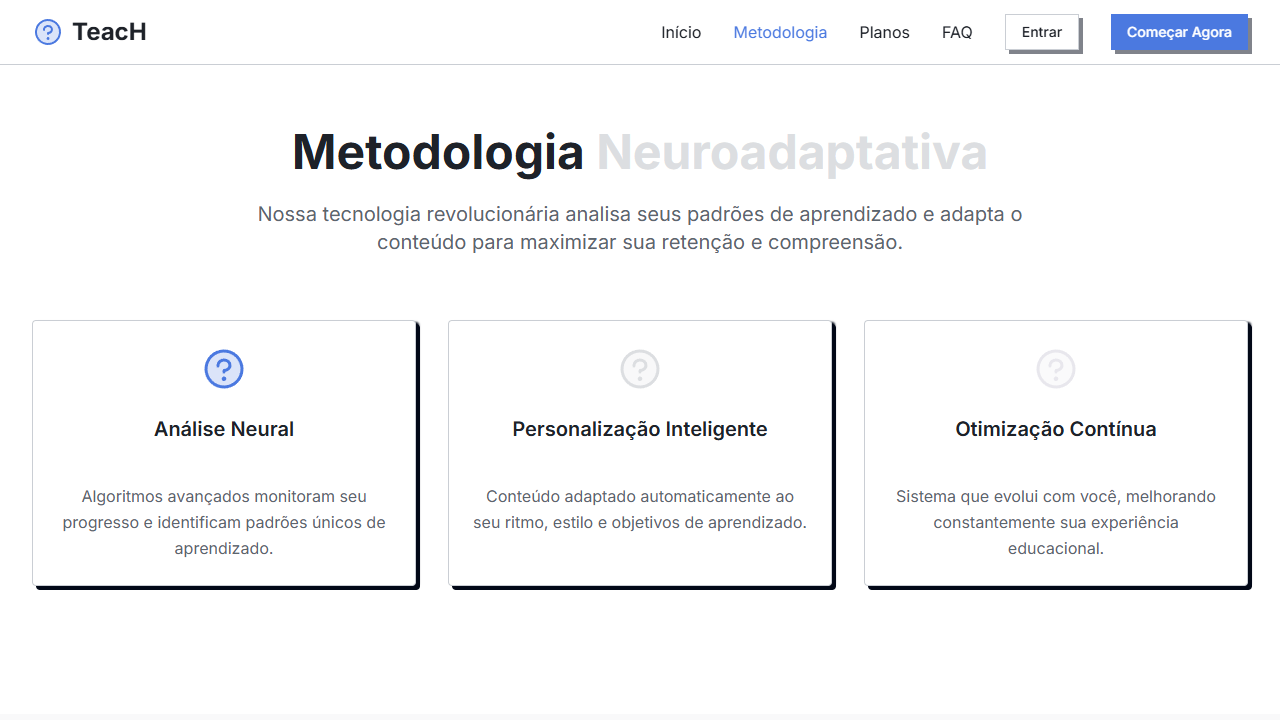 TeacH
Início
Metodologia
Planos
FAQ
Entrar
Começar Agora
Metodologia Neuroadaptativa
Nossa tecnologia revolucionária analisa seus padrões de aprendizado e adapta o
conteúdo para maximizar sua retenção e compreensão.
Análise Neural
Algoritmos avançados monitoram seu
progresso e identificam padrões únicos de
aprendizado.
Personalização Inteligente
Conteúdo adaptado automaticamente ao
seu ritmo, estilo e objetivos de aprendizado.
Otimização Contínua
Sistema que evolui com você, melhorando
constantemente sua experiência
educacional.